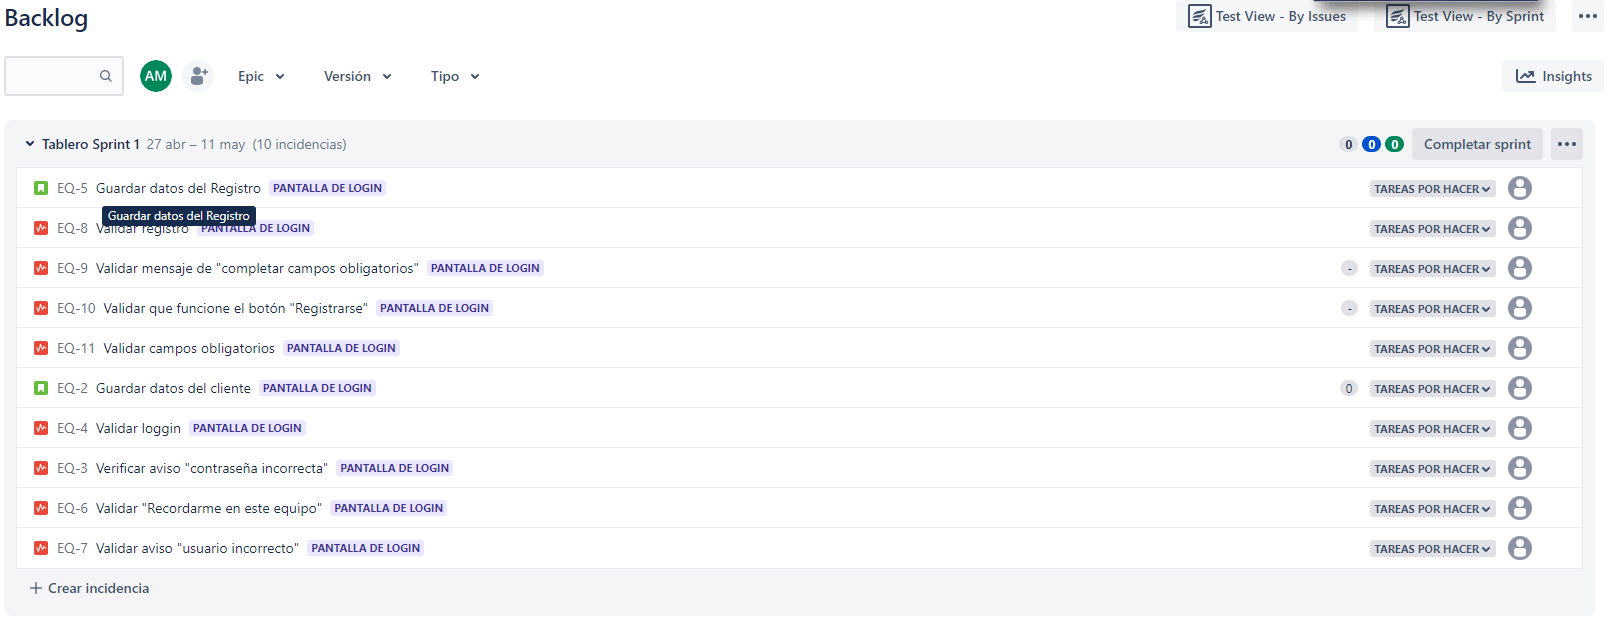 Backlog
Test View - By Issues
Test View - By Sprint
AM
Epic
Versión
Tipo
Insights
Tablero Sprint 1 27 abr – 11 may (10 incidencias) 0 0 0 Completar sprint
EQ-5 Guardar datos del Registro PANTALLA DE LOGIN TAREAS POR HACER
Guardar datos del Registro
EQ-8 Validar registro PANTALLA DE LOGIN TAREAS POR HACER
EQ-9 Validar mensaje de "completar campos obligatorios" PANTALLA DE LOGIN - TAREAS POR HACER
EQ-10 Validar que funcione el botón "Registrarse" PANTALLA DE LOGIN - TAREAS POR HACER
EQ-11 Validar campos obligatorios PANTALLA DE LOGIN TAREAS POR HACER
EQ-2 Guardar datos del cliente PANTALLA DE LOGIN 0 TAREAS POR HACER
EQ-4 Validar loggin PANTALLA DE LOGIN TAREAS POR HACER
EQ-3 Verificar aviso "contraseña incorrecta" PANTALLA DE LOGIN TAREAS POR HACER
EQ-6 Validar "Recordarme en este equipo" PANTALLA DE LOGIN TAREAS POR HACER
EQ-7 Validar aviso "usuario incorrecto" PANTALLA DE LOGIN TAREAS POR HACER
+ Crear incidencia